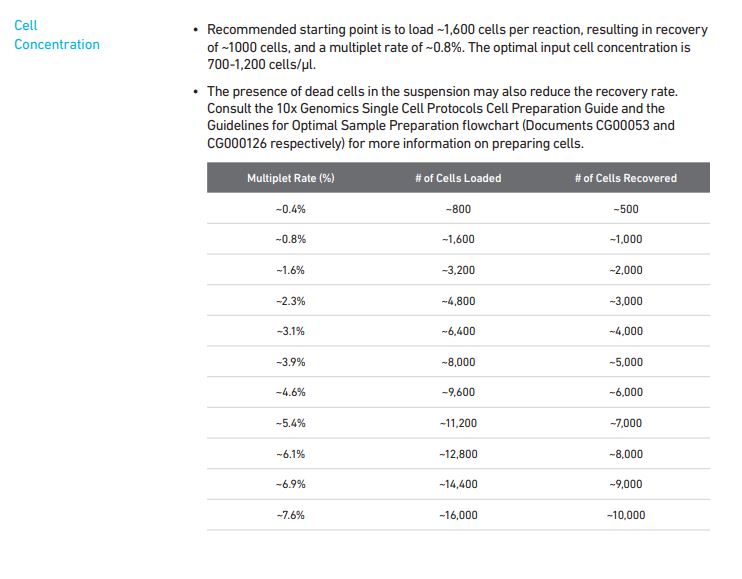 Cell
Concentration
• Recommended starting point is to load ~1,600 cells per reaction, resulting in recovery
of ~1000 cells, and a multiplet rate of ~0.8%. The optimal input cell concentration is
700-1,200 cells/µl.
• The presence of dead cells in the suspension may also reduce the recovery rate.
Consult the 10x Genomics Single Cell Protocols Cell Preparation Guide and the
Guidelines for Optimal Sample Preparation flowchart (Documents CG00053 and
CG000126 respectively) for more information on preparing cells.
Multiplet Rate (%) # of Cells Loaded # of Cells Recovered
~0.4% ~800 ~500
~0.8% ~1,600 ~1,000
~1.6% ~3,200 ~2,000
~2.3% ~4,800 ~3,000
~3.1% ~6,400 ~4,000
~3.9% ~8,000 ~5,000
~4.6% ~9,600 ~6,000
~5.4% ~11,200 ~7,000
~6.1% ~12,800 ~8,000
~6.9% ~14,400 ~9,000
~7.6% ~16,000 ~10,000